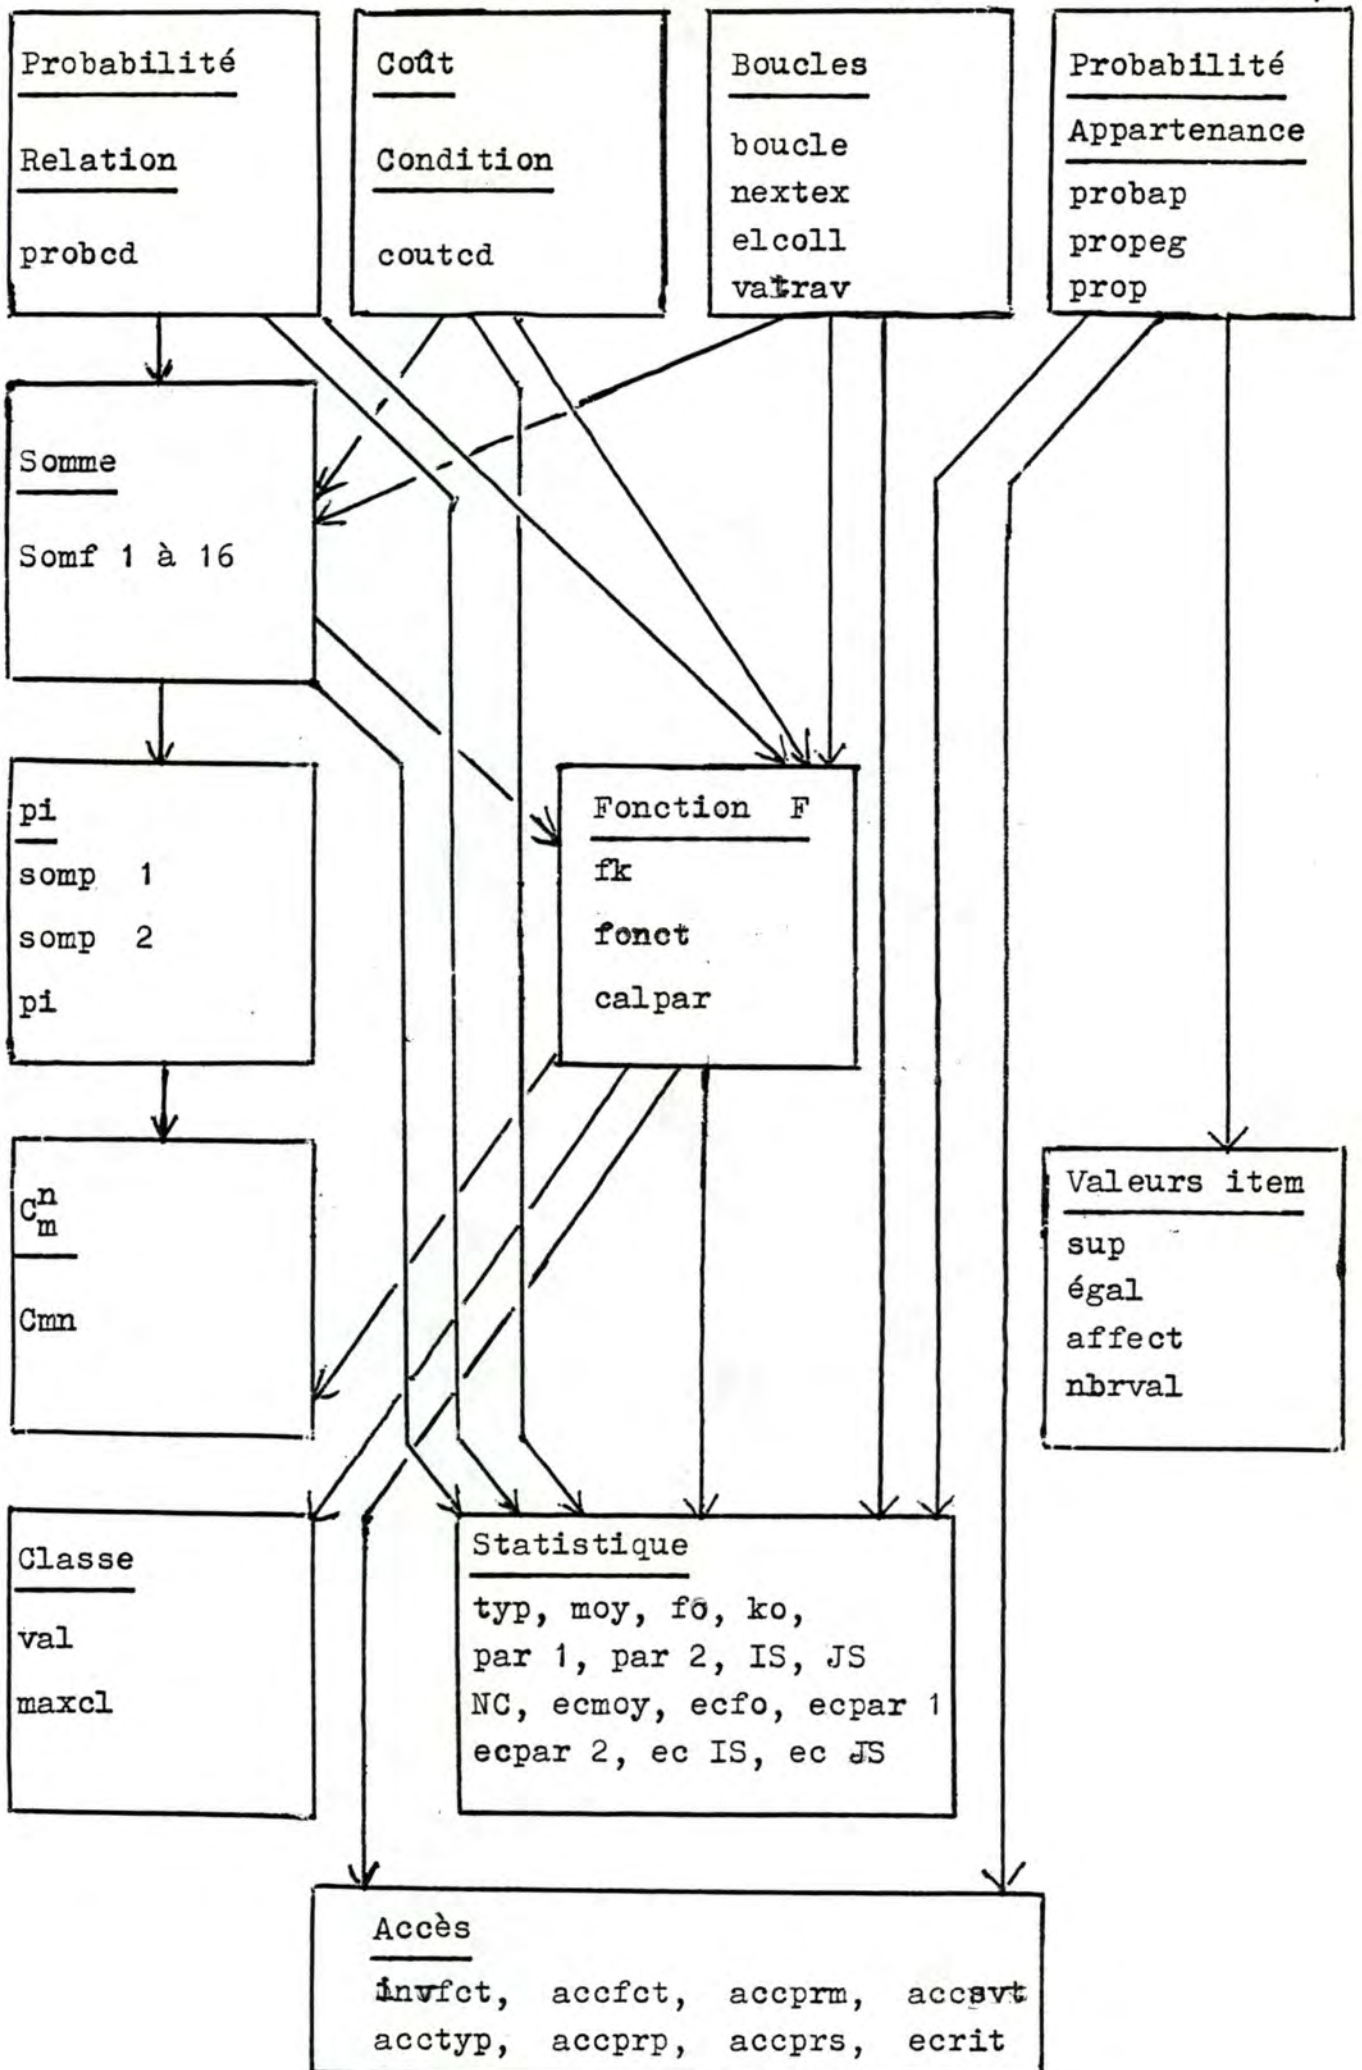 Probabilité
Relation
probcd
Coût
Condition
coutcd
Boucles
boucle
nextex
elcoll
vatrav
Probabilité
Appartenance
probap
propeg
prop
Somme
Somf 1 à 16
pi
somp 1
somp 2
pi
Fonction F
fk
fonct
calpar
C^n_m
Cmn
Valeurs item
sup
égal
affect
nbrval
Classe
val
maxcl
Statistique
typ, moy, fo, ko,
par 1, par 2, IS, JS
NC, ecmoy, ecfo, ecpar 1
ecpar 2, ec IS, ec JS
Accès
invfct, accfct, accprm, accsvt
acctyp, accprp, accprs, ecrit